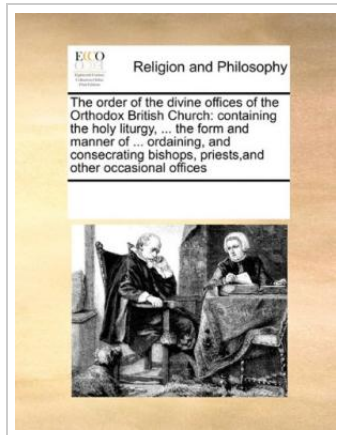 ECCO
Religion and Philosophy
The order of the divine offices of the
Orthodox British Church: containing
the holy liturgy, ... the form and
manner of ... ordaining, and
consecrating bishops, priests,and
other occasional offices